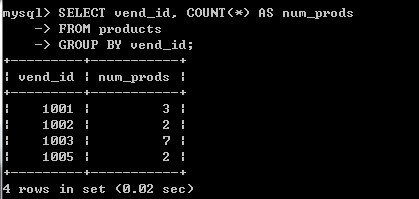 mysql> SELECT vend_id, COUNT(*) AS num_prods
    -> FROM products
    -> GROUP BY vend_id;
+---------+-----------+
| vend_id | num_prods |
+---------+-----------+
|    1001 |         3 |
|    1002 |         2 |
|    1003 |         7 |
|    1005 |         2 |
+---------+-----------+
4 rows in set (0.02 sec)